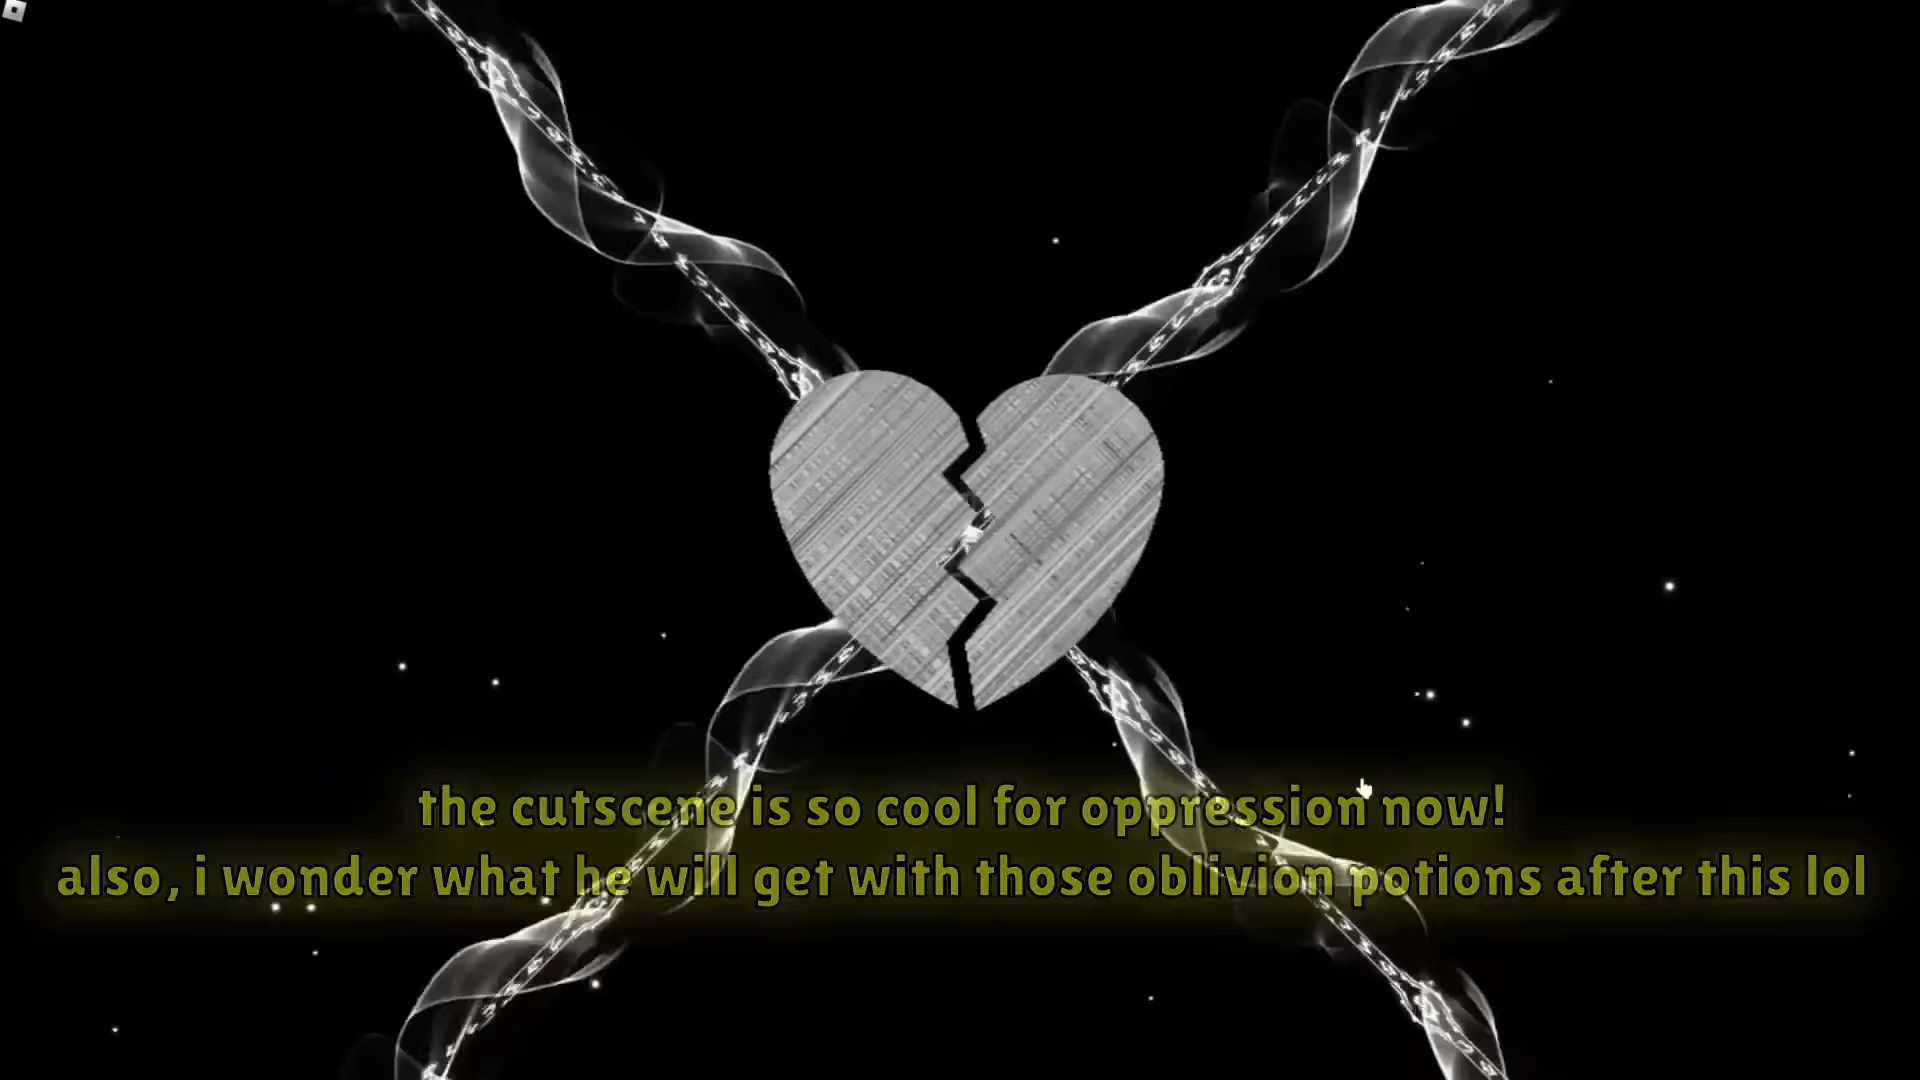 the cutscene is so cool for oppression now!
also, i wonder what he will get with those oblivion potions after this lol